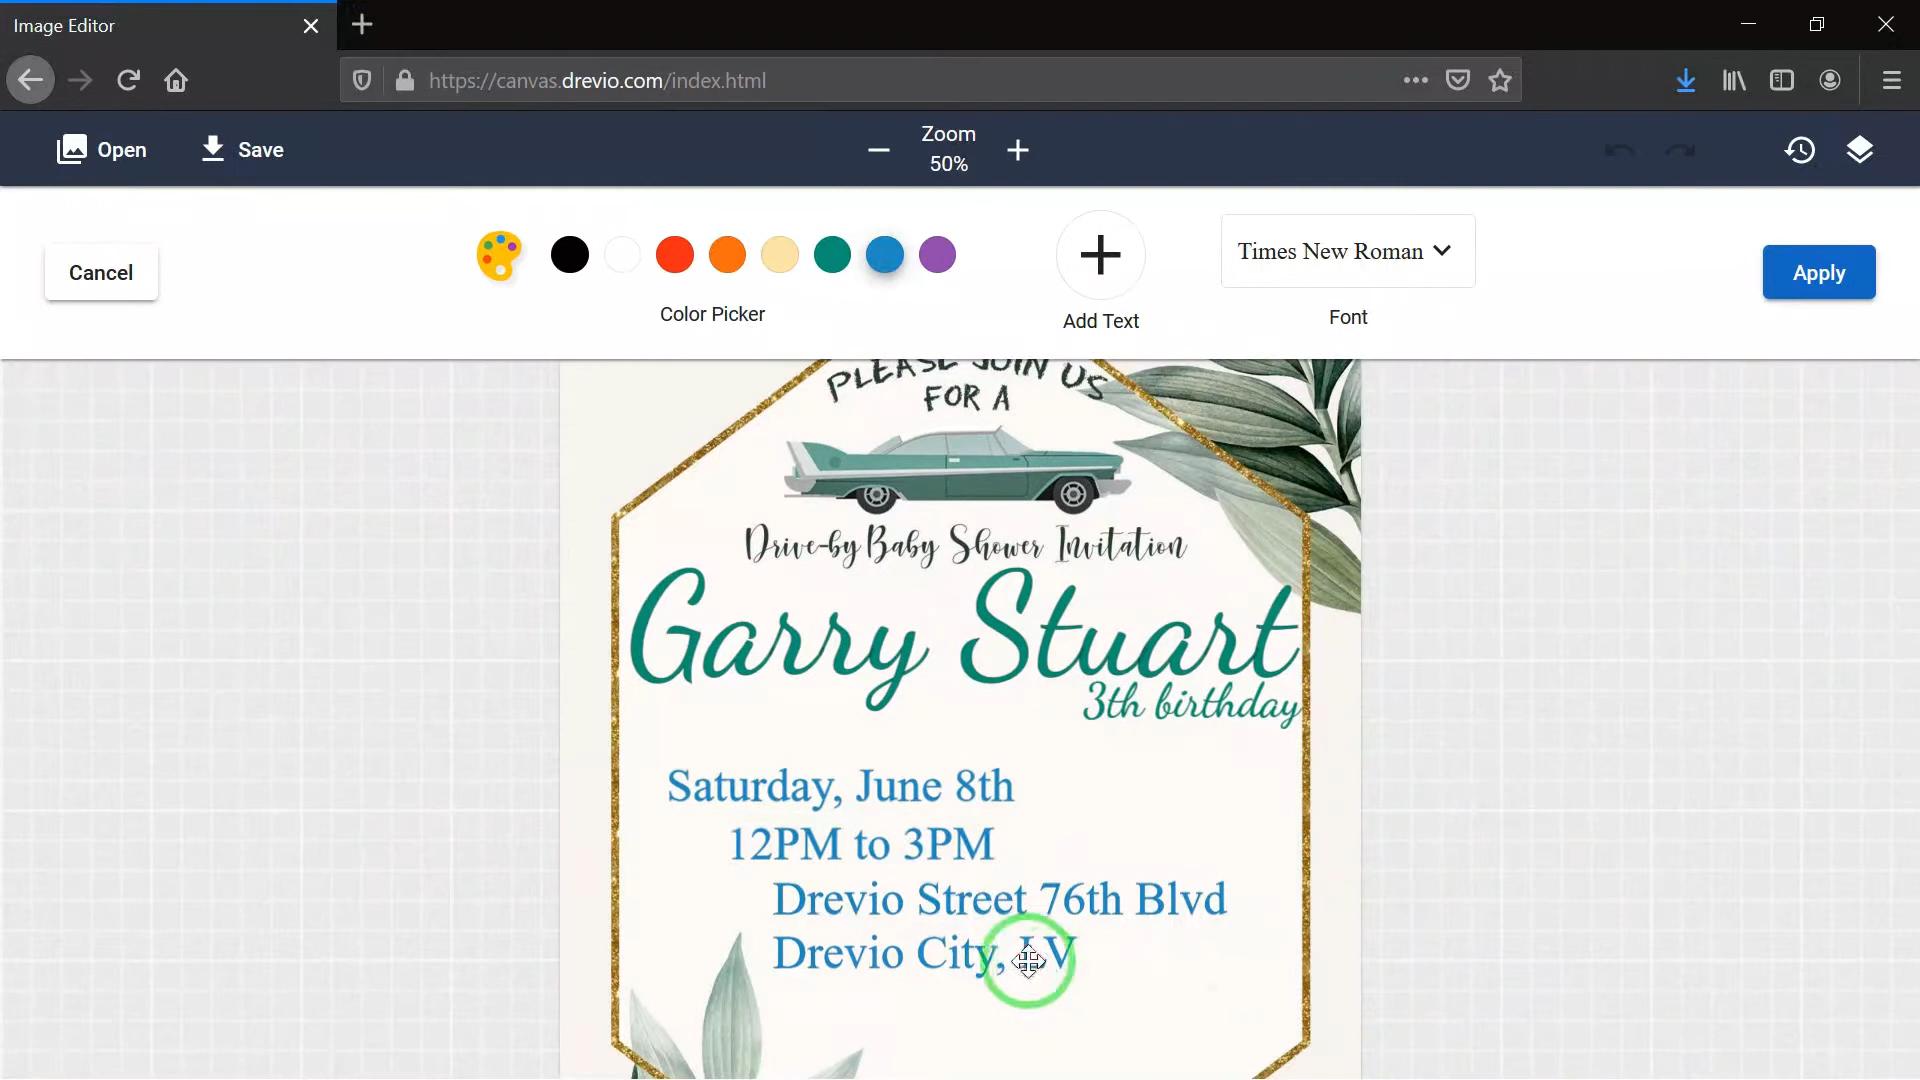 Image Editor
https://canvas.drevio.com/index.html
Open
Save
Zoom
50%
Cancel
Color Picker
Add Text
Times New Roman
Font
Apply
PLEASE JOIN US
FOR A
Drive-by Baby Shower Invitation
Garry Stuart
3th birthday
Saturday, June 8th
12PM to 3PM
Drevio Street 76th Blvd
Drevio City, LV